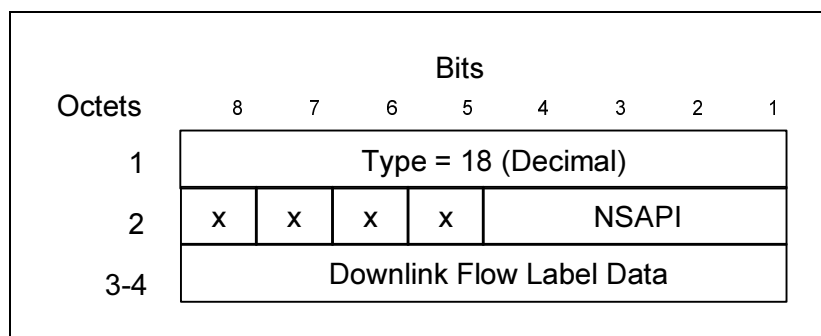 Bits
Octets 8 7 6 5 4 3 2 1
1 Type = 18 (Decimal)
2 x x x x NSAPI
3-4 Downlink Flow Label Data